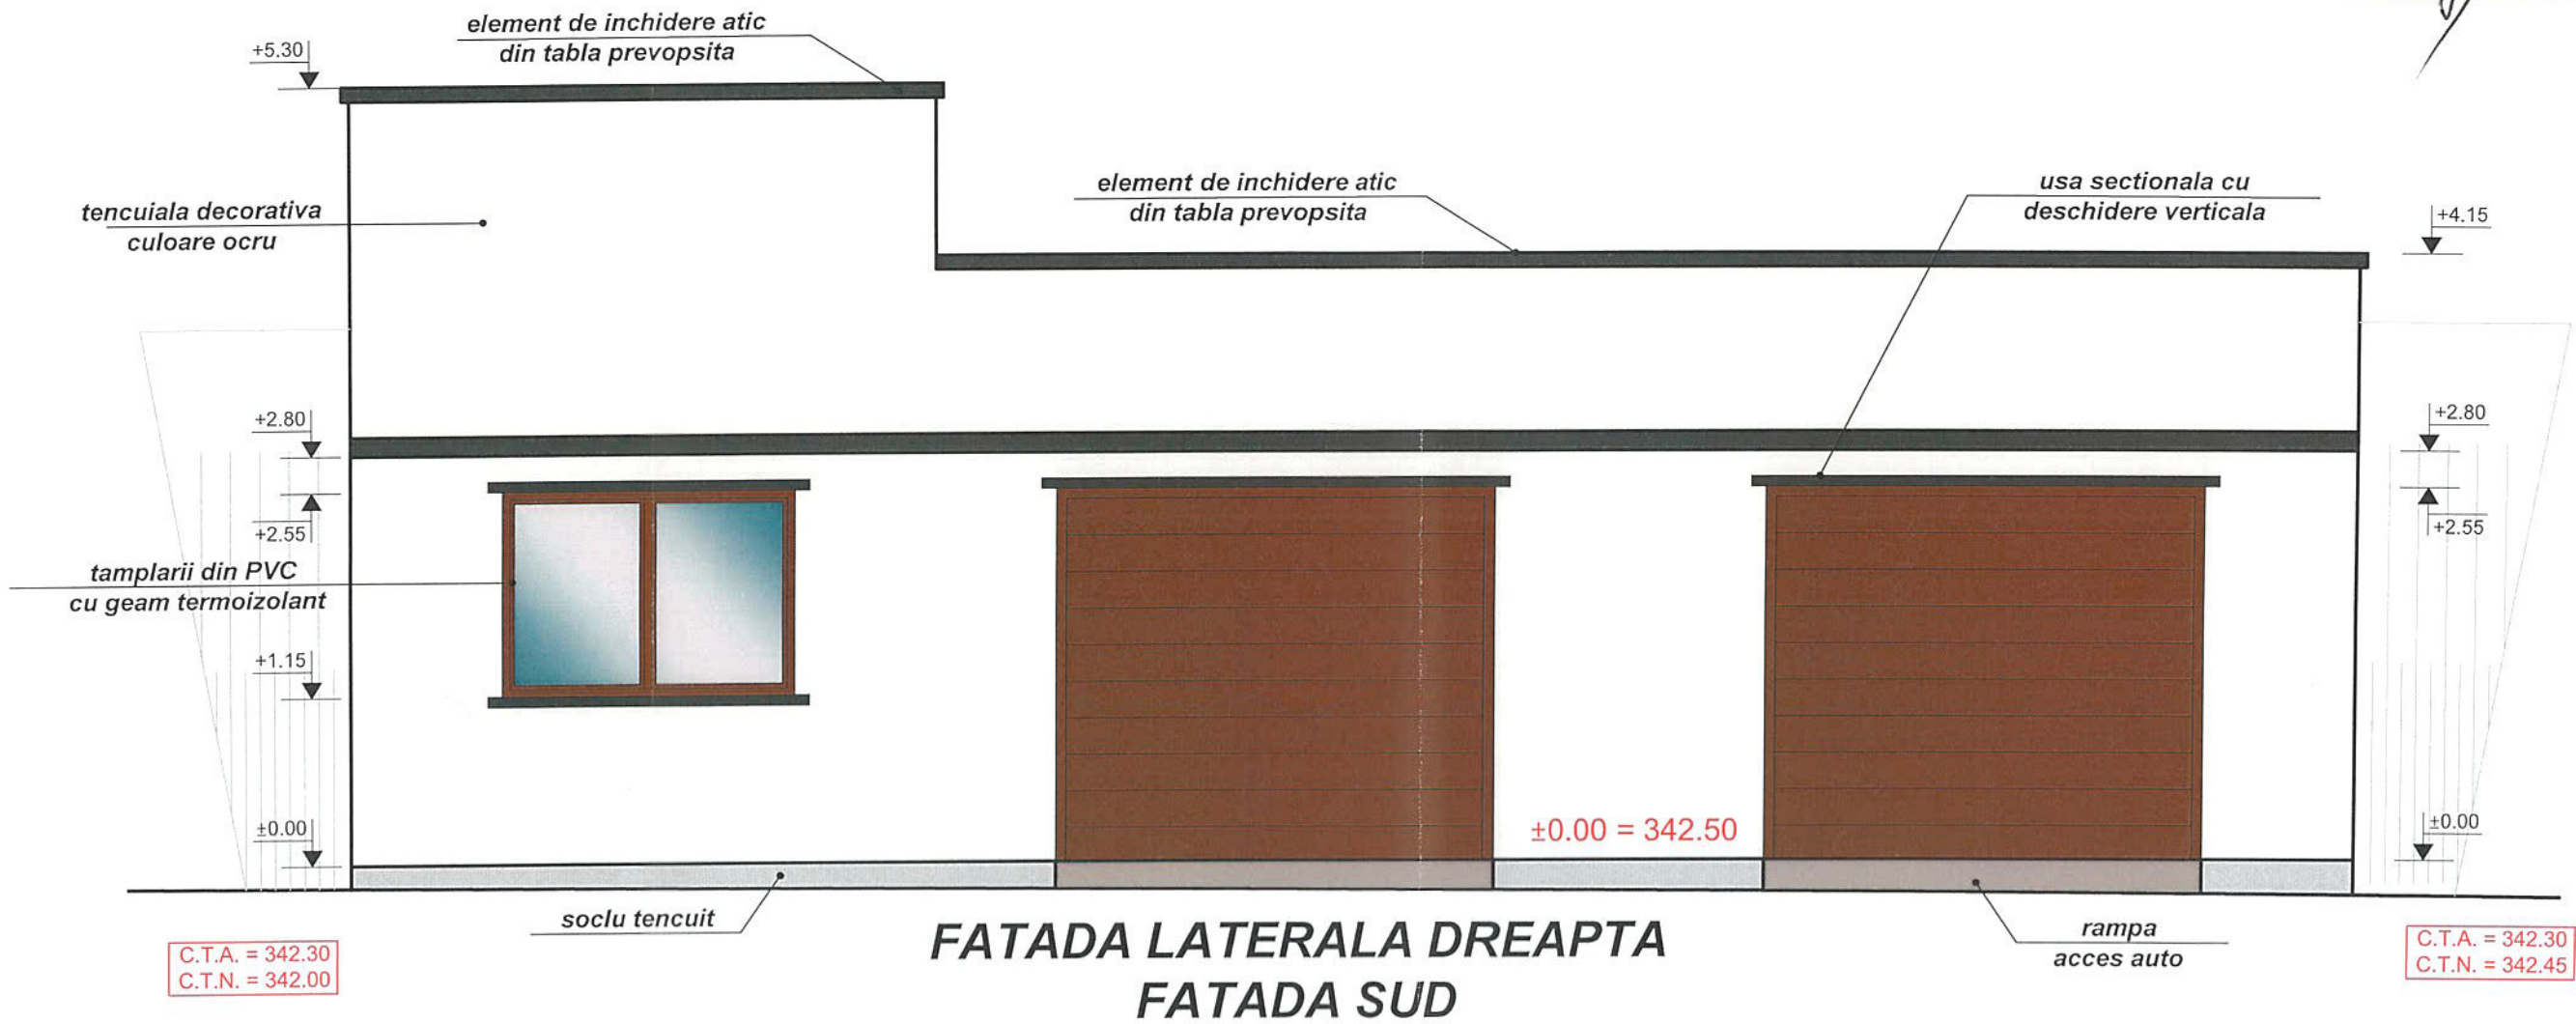 element de inchidere atic
din tabla prevopsita
+5.30
element de inchidere atic
din tabla prevopsita
usa sectionala cu
deschidere verticala
tencuiala decorativa
culoare ocru
+4.15
+2.80
+2.80
+2.55
+2.55
tamplarii din PVC
cu geam termoizolant
+1.15
±0.00
±0.00 = 342.50
±0.00
soclu tencuit
rampa
acces auto
C.T.A. = 342.30
C.T.N. = 342.00
FATADA LATERALA DREAPTA
FATADA SUD
C.T.A. = 342.30
C.T.N. = 342.45